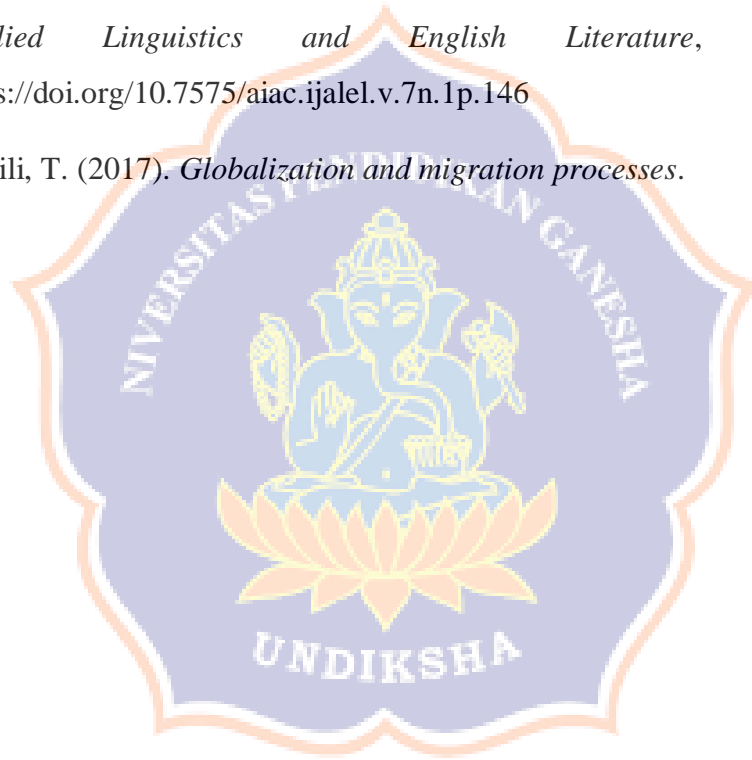 lied Linguistics and English Literature,
s://doi.org/10.7575/aiac.ijalel.v.7n.1p.146
ili, T. (2017). Globalization and migration processes.
NIVERSITAS PENDIDIKAN GANESHA
UNDIKSHA